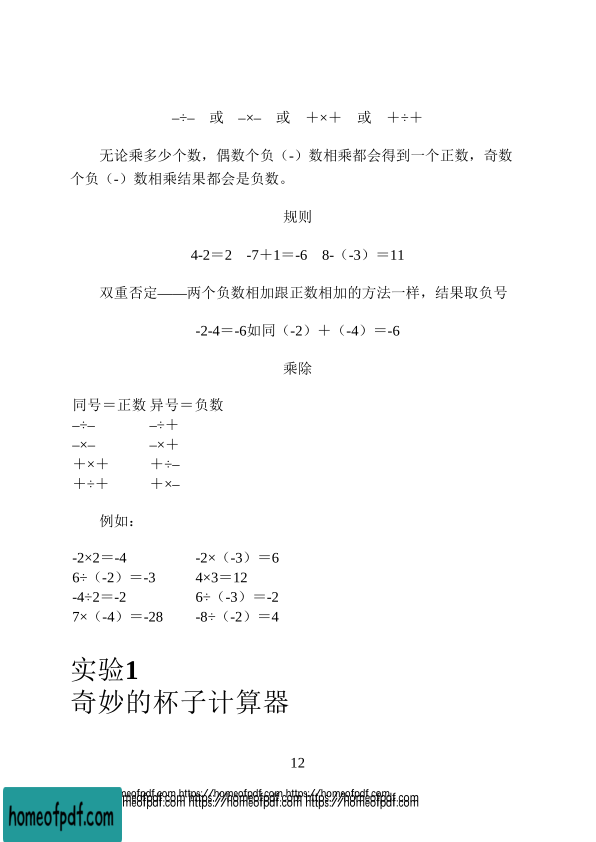 –÷– 或 –×– 或 ＋×＋ 或 ＋÷＋
无论乘多少个数，偶数个负（-）数相乘都会得到一个正数，奇数
个负（-）数相乘结果都会是负数。
规则
4-2＝2 -7＋1＝-6 8-（-3）＝11
双重否定——两个负数相加跟正数相加的方法一样，结果取负号
-2-4＝-6如同（-2）＋（-4）＝-6
乘除
同号＝正数 异号＝负数
–÷– –÷＋
–×– –×＋
＋×＋ ＋÷–
＋÷＋ ＋×–
例如：
-2×2＝-4 -2×（-3）＝6
6÷（-2）＝-3 4×3＝12
-4÷2＝-2 6÷（-3）＝-2
7×（-4）＝-28 -8÷（-2）＝4
实验1
奇妙的杯子计算器
12
meofpdf.com https://homeofpdf.com https://homeofpdf.com
meofpdf.com https://homeofpdf.com https://homeofpdf.com
homeofpdf.com